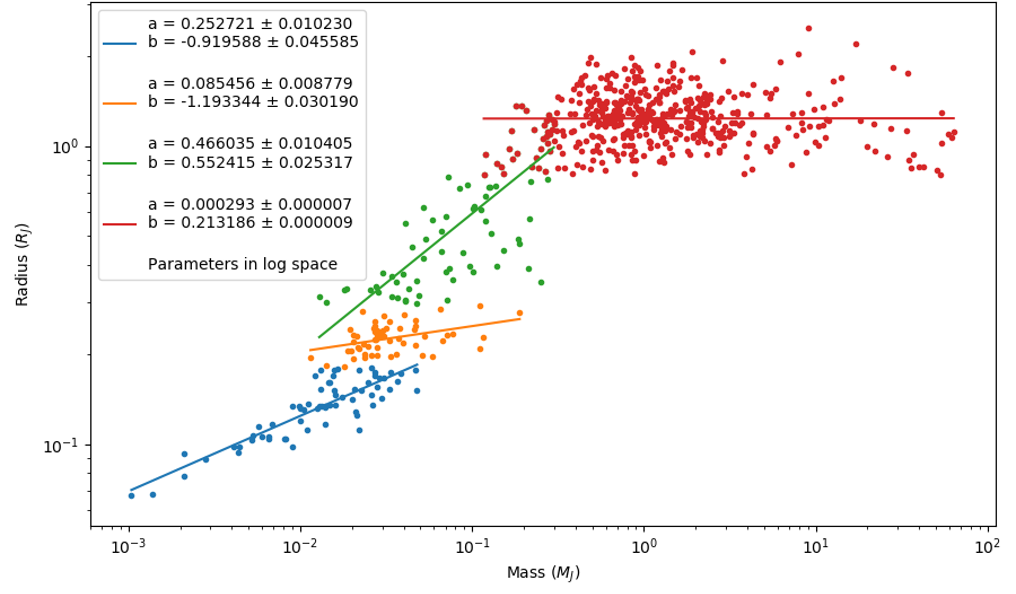 a = 0.252721 ± 0.010230
b = -0.919588 ± 0.045585
a = 0.085456 ± 0.008779
b = -1.193344 ± 0.030190
a = 0.466035 ± 0.010405
b = 0.552415 ± 0.025317
a = 0.000293 ± 0.000007
b = 0.213186 ± 0.000009
Parameters in log space
Radius (R_J)
10⁰
10⁻¹
10⁻³
10⁻²
10⁻¹
10⁰
10¹
10²
Mass (M_J)